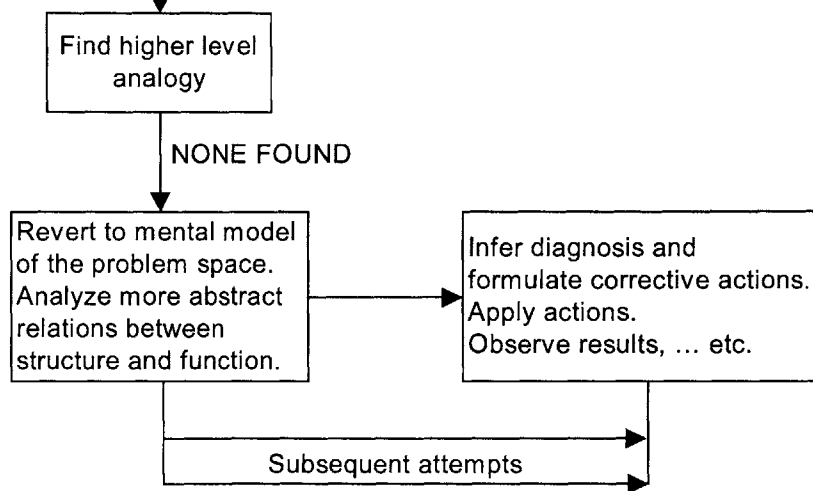 Find higher level
analogy
NONE FOUND
Revert to mental model
of the problem space.
Analyze more abstract
relations between
structure and function.
Infer diagnosis and
formulate corrective actions.
Apply actions.
Observe results, ... etc.
Subsequent attempts